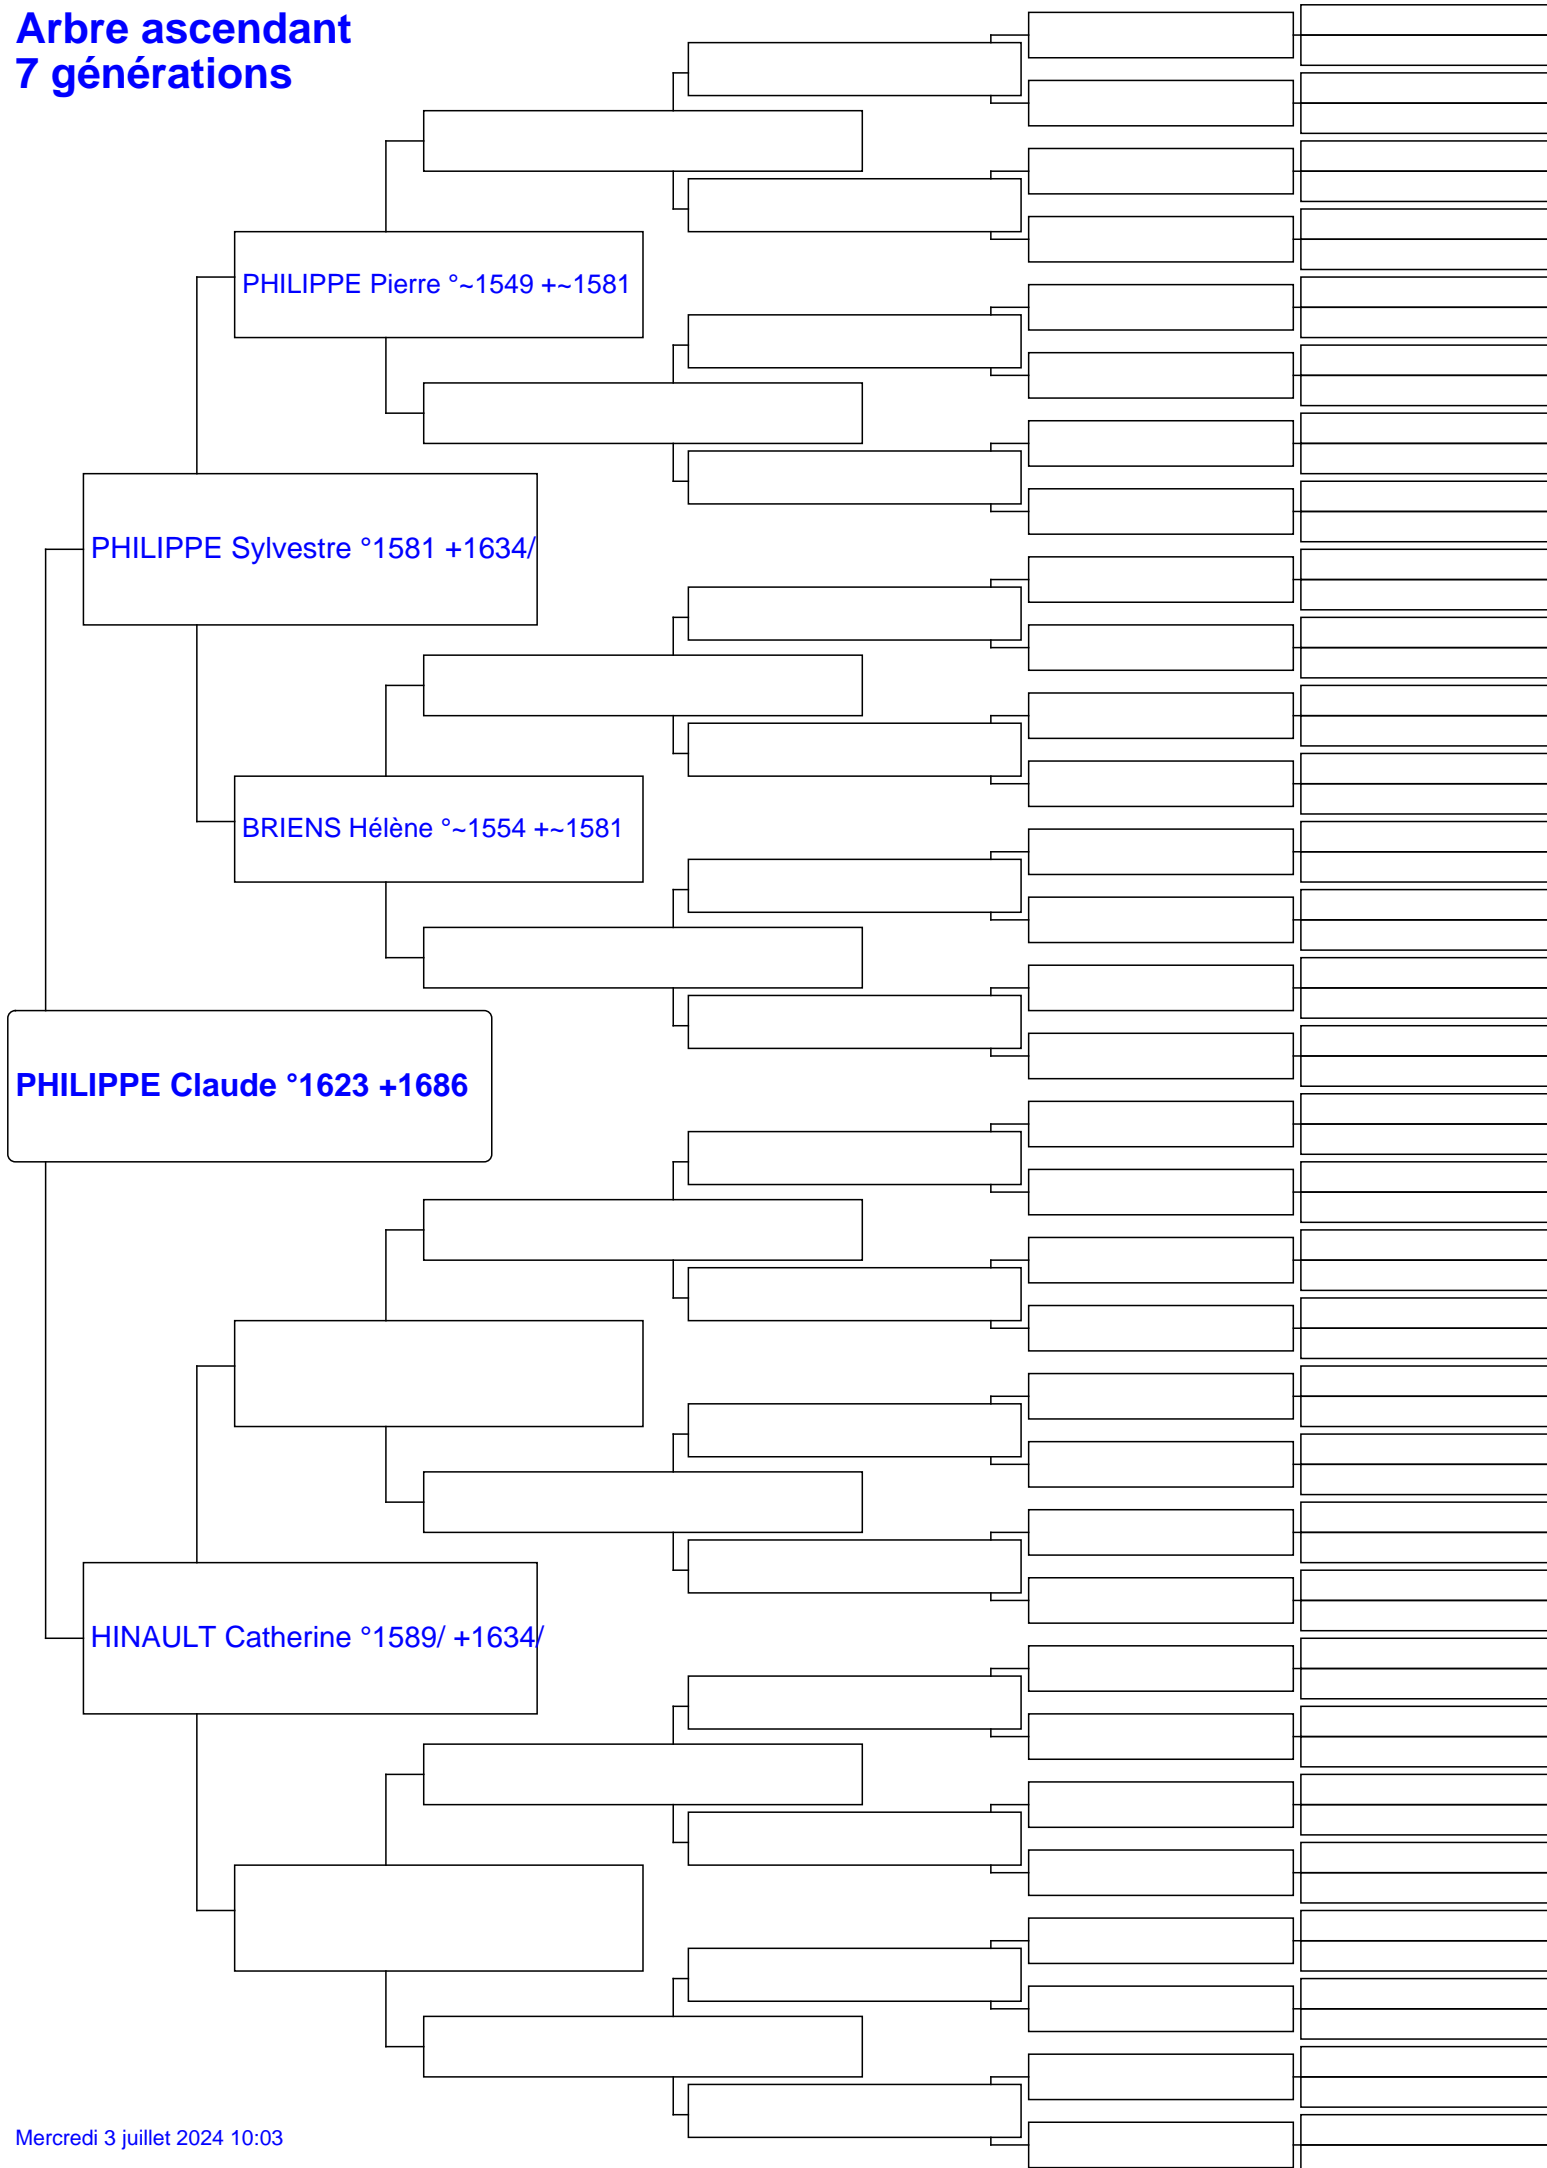 Arbre ascendant
7 générations
PHILIPPE Pierre °~1549 +~1581
PHILIPPE Sylvestre °1581 +1634/
BRIENS Hélène °~1554 +~1581
PHILIPPE Claude °1623 +1686
HINAULT Catherine °1589/ +1634/
Mercredi 3 juillet 2024 10:03